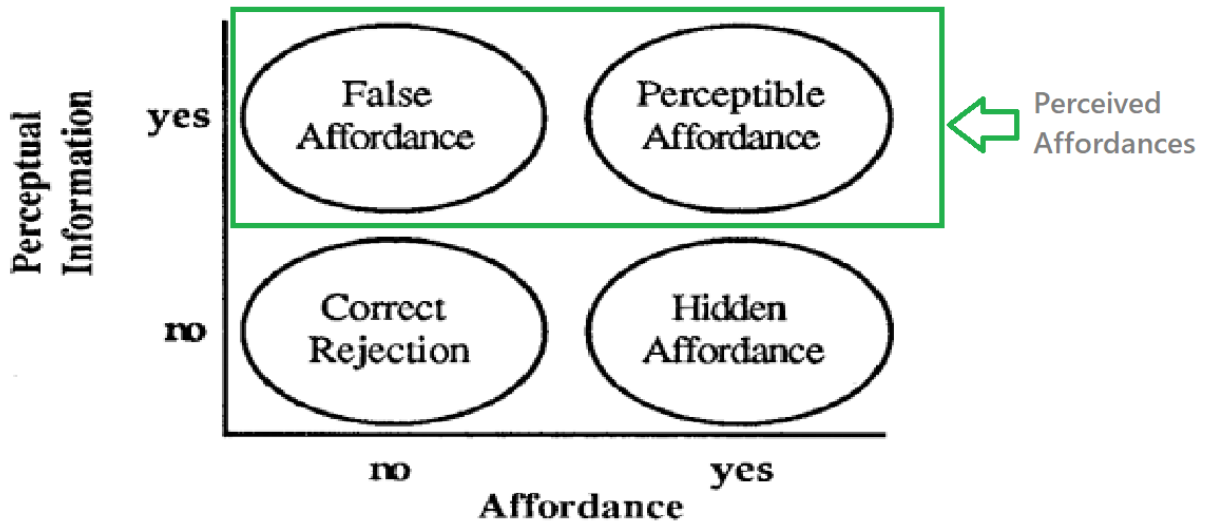 Perceptual
Information
yes
False
Affordance
Perceptible
Affordance
Perceived
Affordances
no
Correct
Rejection
Hidden
Affordance
no
yes
Affordance